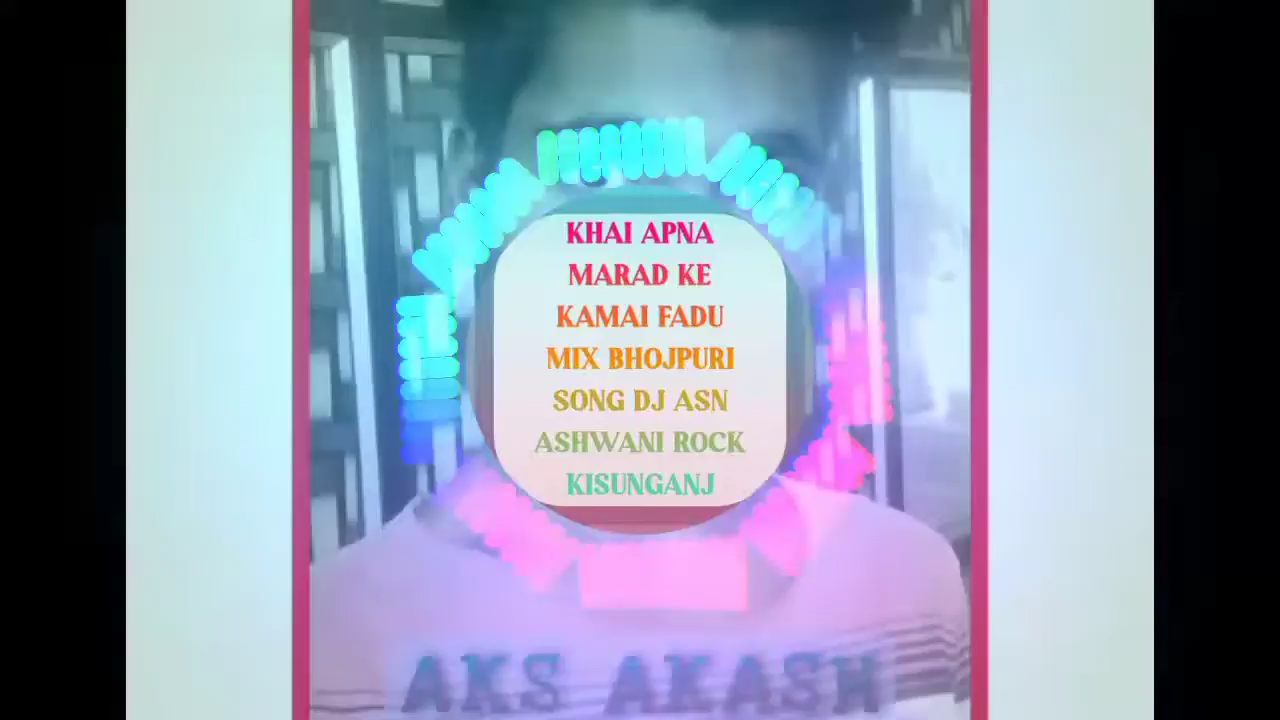 KHAI APNA
MARAD KE
KAMAI FADU
MIX BHOJPURI
SONG DJ ASN
ASHWANI ROCK
KISUNGANJ
AKS AKASH